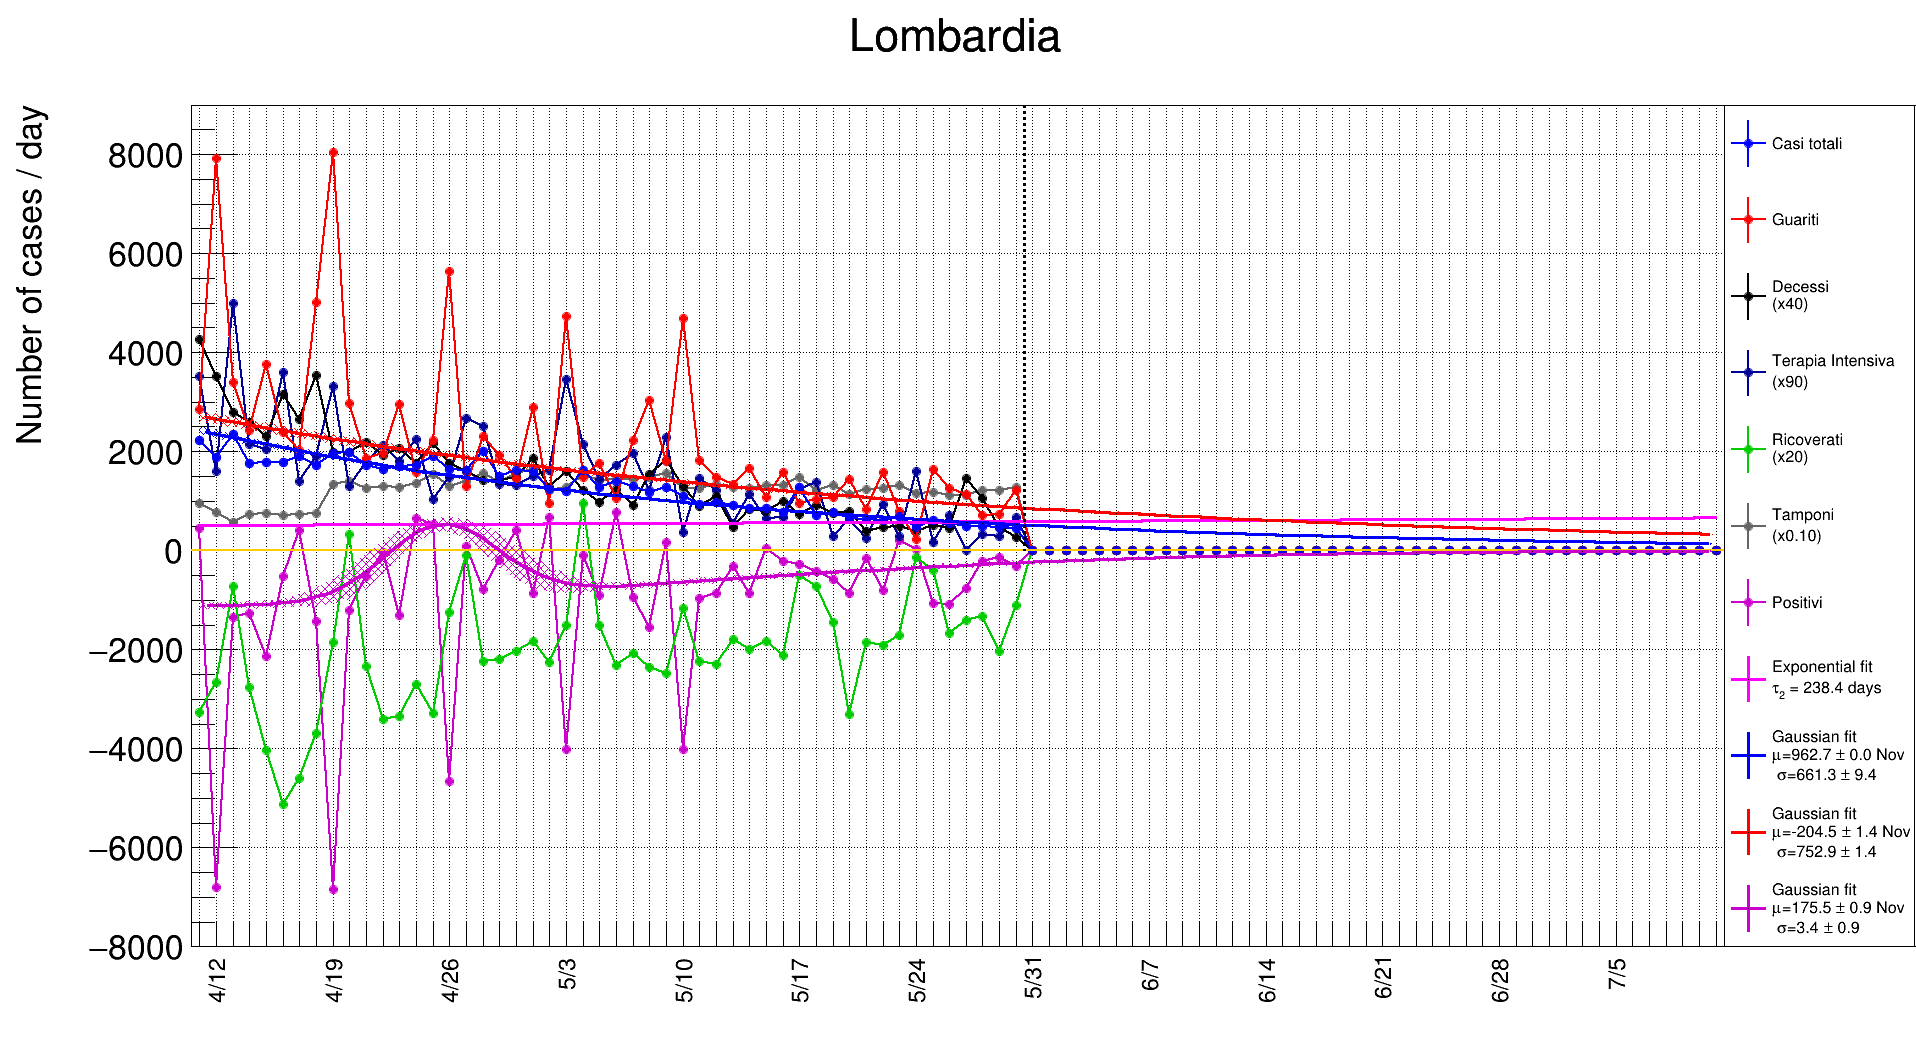 Lombardia
Number of cases / day
8000
6000
4000
2000
0
−2000
−4000
−6000
−8000
4/12
4/19
4/26
5/3
5/10
5/17
5/24
5/31
6/7
6/14
6/21
6/28
7/5
Casi totali
Guariti
Decessi
(x40)
Terapia Intensiva
(x90)
Ricoverati
(x20)
Tamponi
(x0.10)
Positivi
Exponential fit
τ2 = 238.4 days
Gaussian fit
μ=962.7 ± 0.0 Nov
σ=661.3 ± 9.4
Gaussian fit
μ=-204.5 ± 1.4 Nov
σ=752.9 ± 1.4
Gaussian fit
μ=175.5 ± 0.9 Nov
σ=3.4 ± 0.9